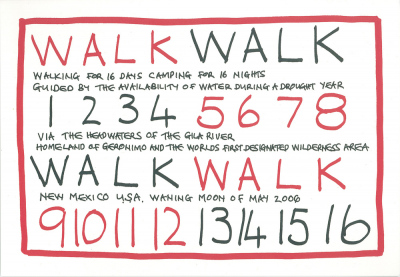 WALK WALK
WALKING FOR 16 DAYS CAMPING FOR 16 NIGHTS
GUIDED BY THE AVAILABILITY OF WATER DURING A DROUGHT YEAR
1 2 3 4 5 6 7 8
VIA THE HEADWATERS OF THE GILA RIVER
HOMELAND OF GERONIMO AND THE WORLDS FIRST DESIGNATED WILDERNESS AREA
WALK WALK
NEW MEXICO USA. WANING MOON OF MAY 2006
9 10 11 12 13 14 15 16